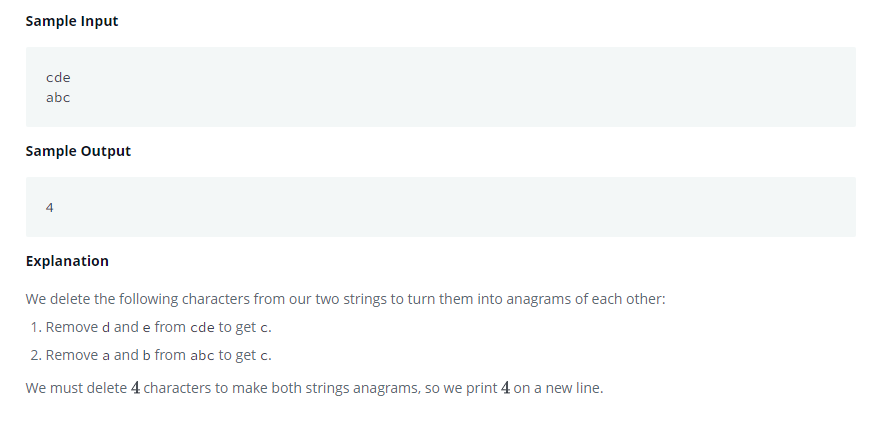 Sample Input
cde
abc
Sample Output
4
Explanation
We delete the following characters from our two strings to turn them into anagrams of each other:
1. Remove d and e from cde to get c.
2. Remove a and b from abc to get c.
We must delete 4 characters to make both strings anagrams, so we print 4 on a new line.